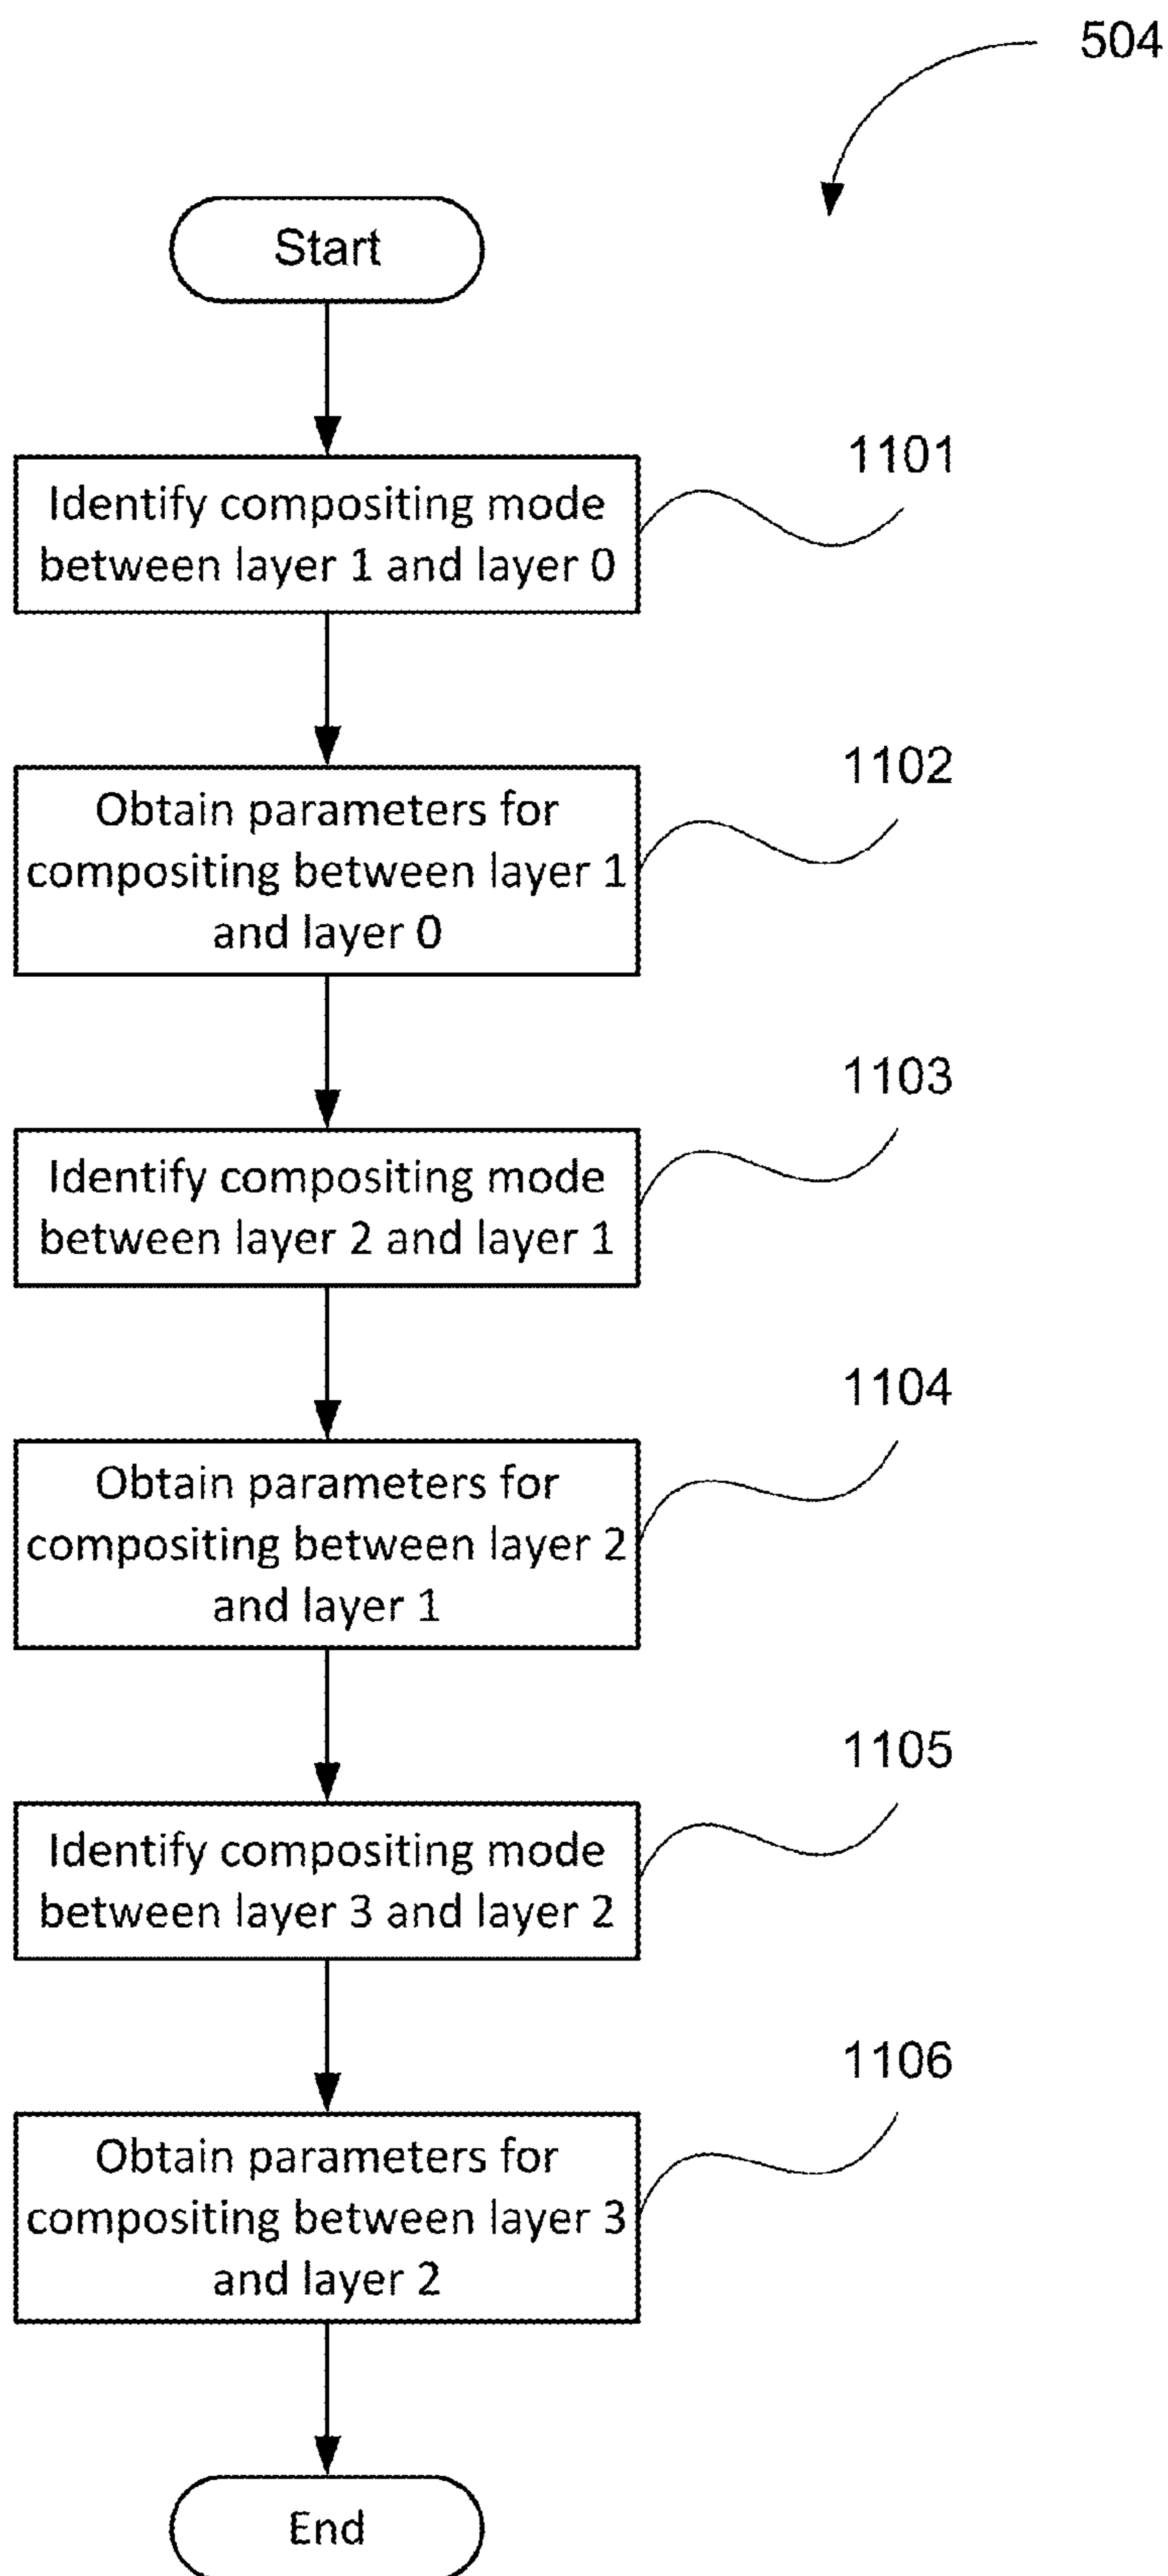 504
Start
Identify compositing mode
between layer 1 and layer 0
1101
Obtain parameters for
compositing between layer 1
and layer 0
1102
Identify compositing mode
between layer 2 and layer 1
1103
Obtain parameters for
compositing between layer 2
and layer 1
1104
Identify compositing mode
between layer 3 and layer 2
1105
Obtain parameters for
compositing between layer 3
and layer 2
1106
End